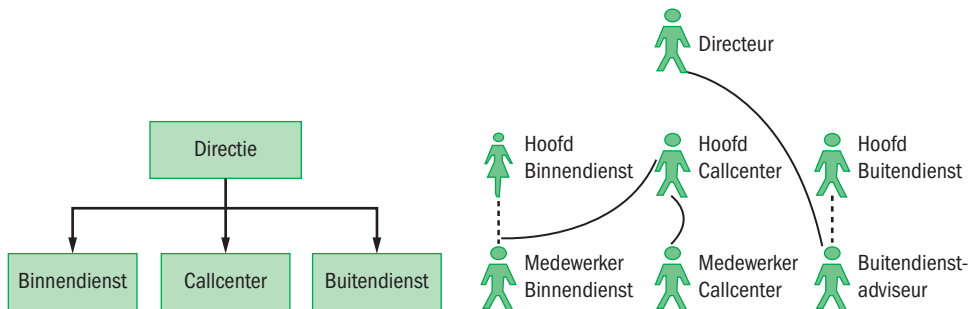 Directie
Binnendienst
Callcenter
Buitendienst
Directeur
Hoofd
Binnendienst
Hoofd
Callcenter
Hoofd
Buitendienst
Medewerker
Binnendienst
Medewerker
Callcenter
Buitendienst-
adviseur